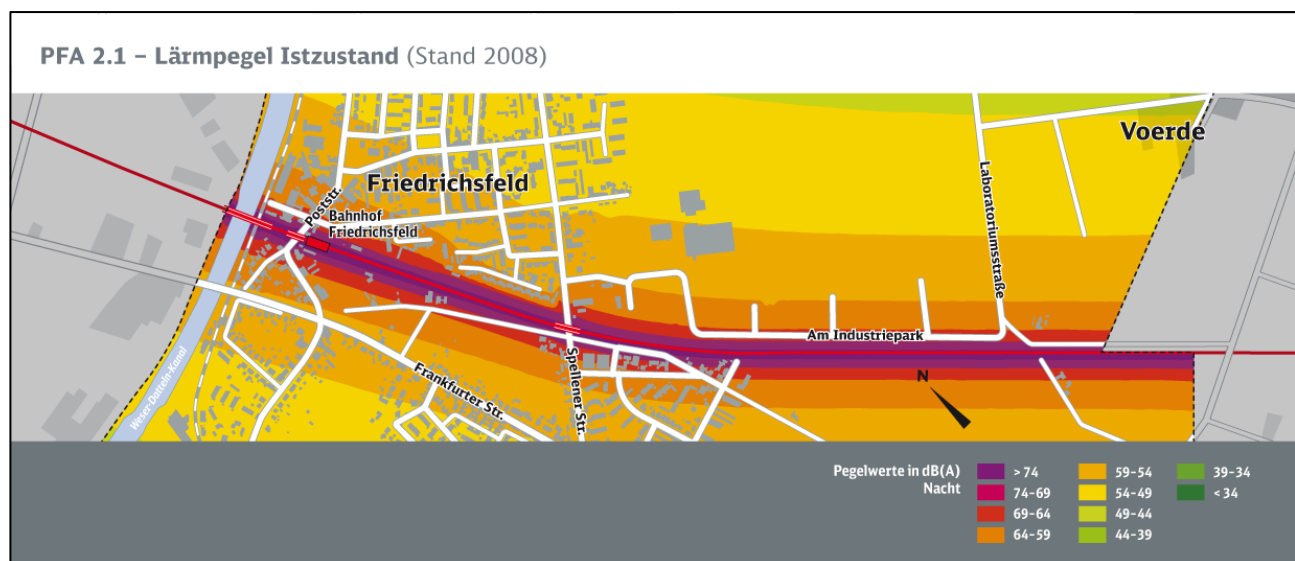 PFA 2.1 – Lärmpegel Istzustand (Stand 2008)
Voerde
Friedrichsfeld
Poststr.
Bahnhof
Friedrichsfeld
Laboratoriumsstraße
Am Industriepark
Spellener Str.
Frankfurter Str.
Weser-Datteln-Kanal
N
Pegelwerte in dB(A)
Nacht
> 74
74–69
69–64
64–59
59–54
54–49
49–44
44–39
39–34
< 34